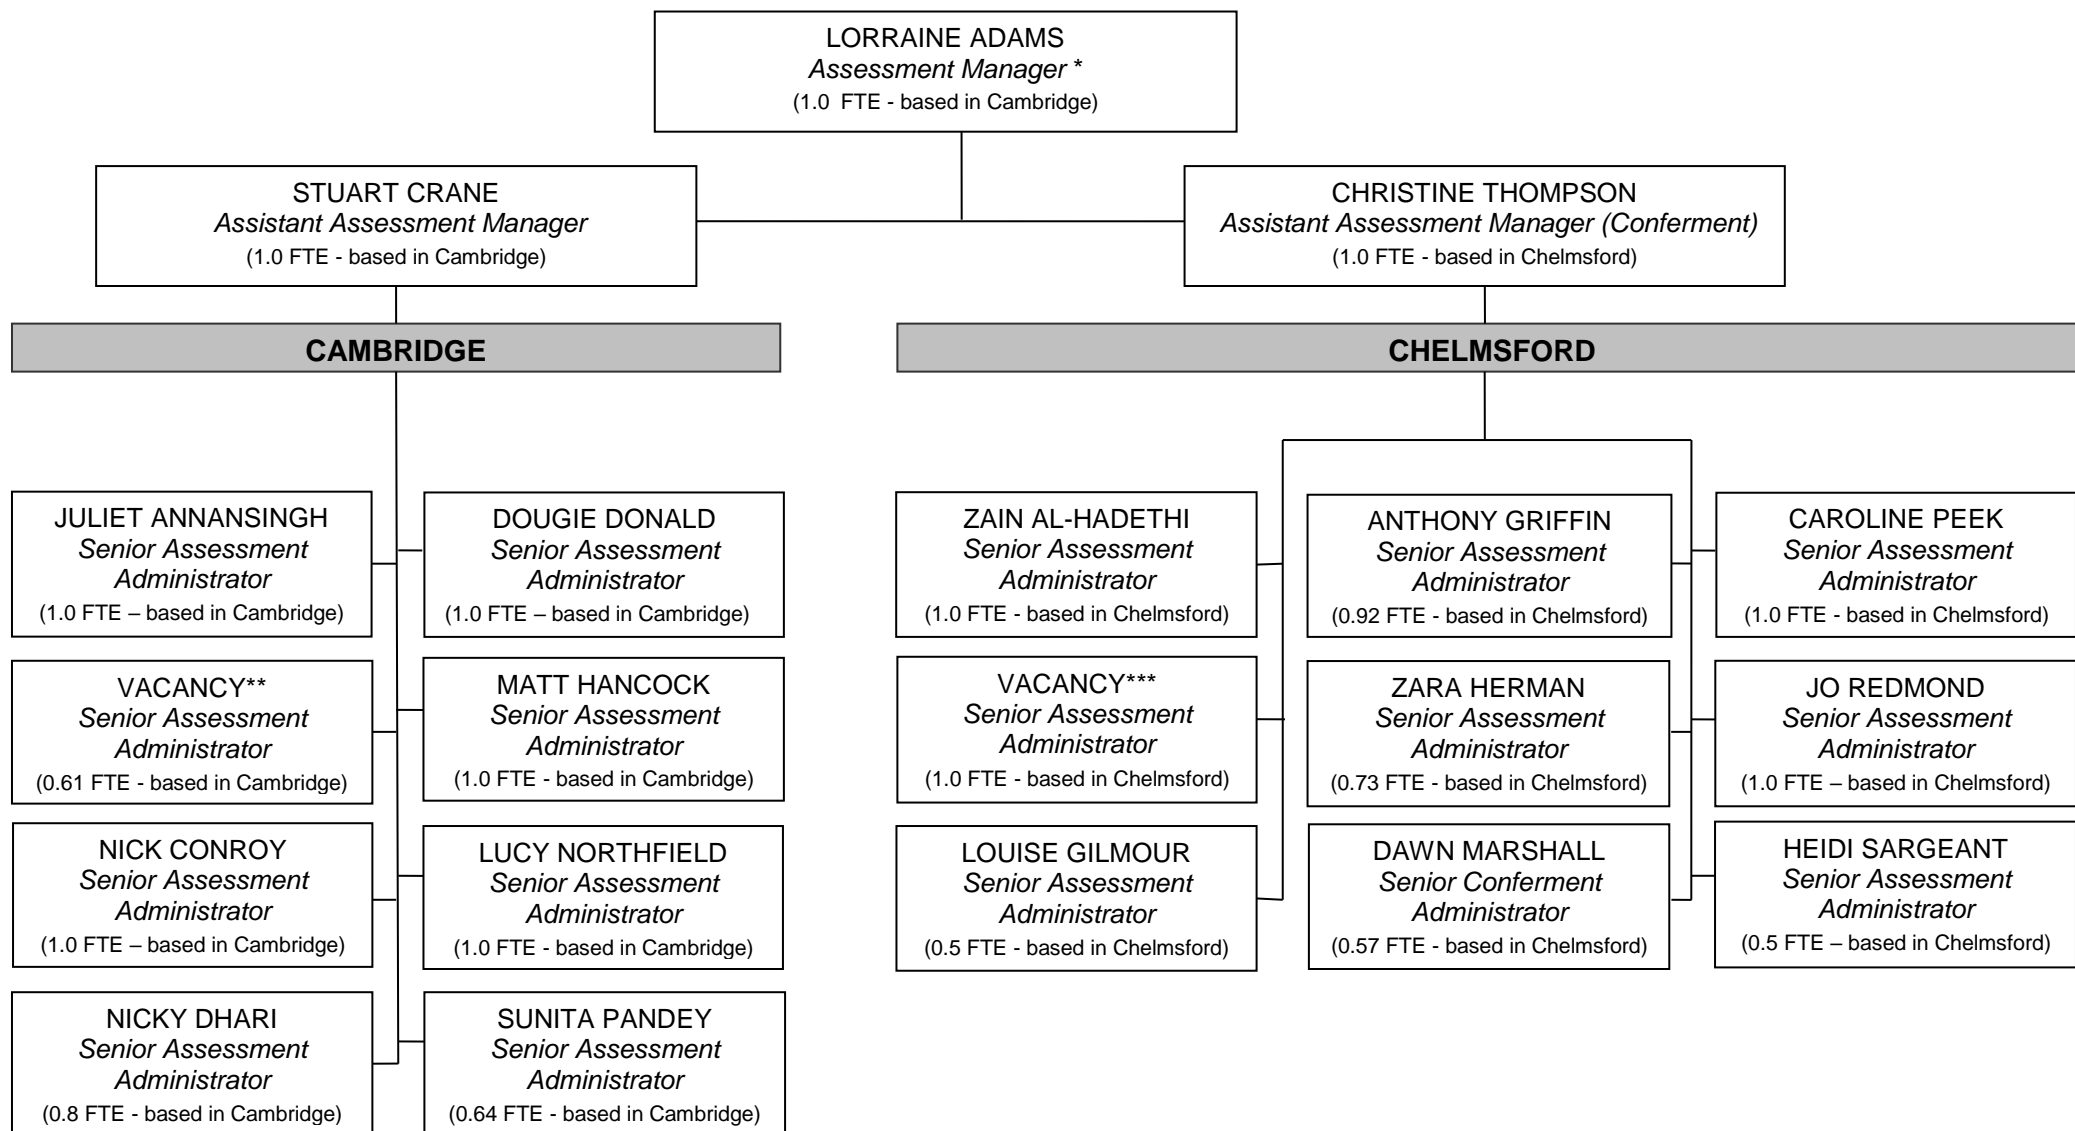 LORRAINE ADAMS
Assessment Manager *
(1.0 FTE - based in Cambridge)
STUART CRANE
Assistant Assessment Manager
(1.0 FTE - based in Cambridge)
CHRISTINE THOMPSON
Assistant Assessment Manager (Conferment)
(1.0 FTE - based in Chelmsford)
CAMBRIDGE
CHELMSFORD
JULIET ANNANSINGH
Senior Assessment
Administrator
(1.0 FTE – based in Cambridge)
DOUGIE DONALD
Senior Assessment
Administrator
(1.0 FTE – based in Cambridge)
ZAIN AL-HADETHI
Senior Assessment
Administrator
(1.0 FTE - based in Chelmsford)
ANTHONY GRIFFIN
Senior Assessment
Administrator
(0.92 FTE - based in Chelmsford)
CAROLINE PEEK
Senior Assessment
Administrator
(1.0 FTE - based in Chelmsford)
VACANCY**
Senior Assessment
Administrator
(0.61 FTE - based in Cambridge)
MATT HANCOCK
Senior Assessment
Administrator
(1.0 FTE - based in Cambridge)
VACANCY***
Senior Assessment
Administrator
(1.0 FTE - based in Chelmsford)
ZARA HERMAN
Senior Assessment
Administrator
(0.73 FTE - based in Chelmsford)
JO REDMOND
Senior Assessment
Administrator
(1.0 FTE – based in Chelmsford)
NICK CONROY
Senior Assessment
Administrator
(1.0 FTE – based in Cambridge)
LUCY NORTHFIELD
Senior Assessment
Administrator
(1.0 FTE - based in Cambridge)
LOUISE GILMOUR
Senior Assessment
Administrator
(0.5 FTE - based in Chelmsford)
DAWN MARSHALL
Senior Conferment
Administrator
(0.57 FTE - based in Chelmsford)
HEIDI SARGEANT
Senior Assessment
Administrator
(0.5 FTE – based in Chelmsford)
NICKY DHARI
Senior Assessment
Administrator
(0.8 FTE - based in Cambridge)
SUNITA PANDEY
Senior Assessment
Administrator
(0.64 FTE - based in Cambridge)